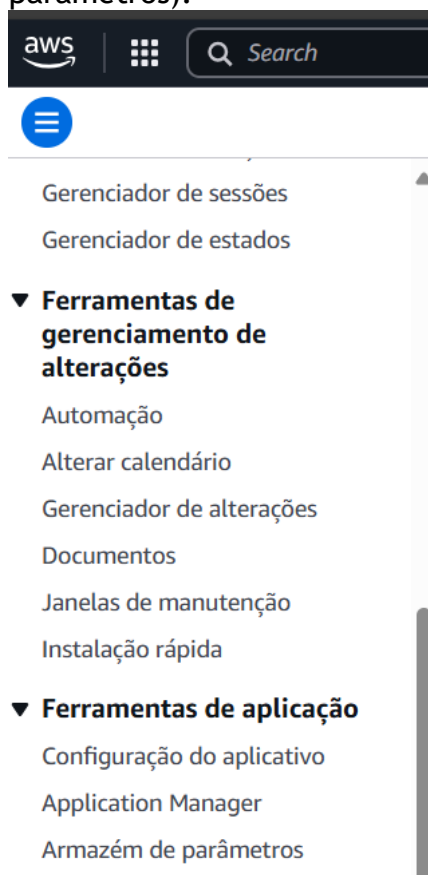 parâmetros).
aws
Search
Gerenciador de sessões
Gerenciador de estados
Ferramentas de
gerenciamento de
alterações
Automação
Alterar calendário
Gerenciador de alterações
Documentos
Janelas de manutenção
Instalação rápida
Ferramentas de aplicação
Configuração do aplicativo
Application Manager
Armazém de parâmetros